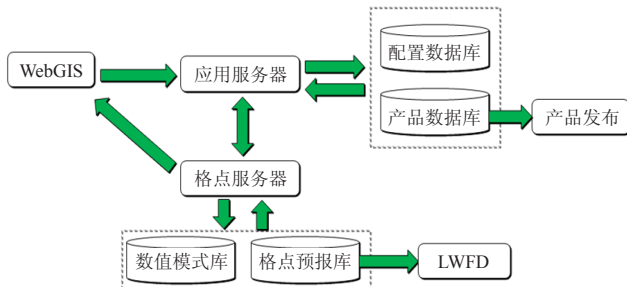 配置数据库
WebGIS
应用服务器
产品数据库
产品发布
格点服务器
数值模式库
格点预报库
LWFD